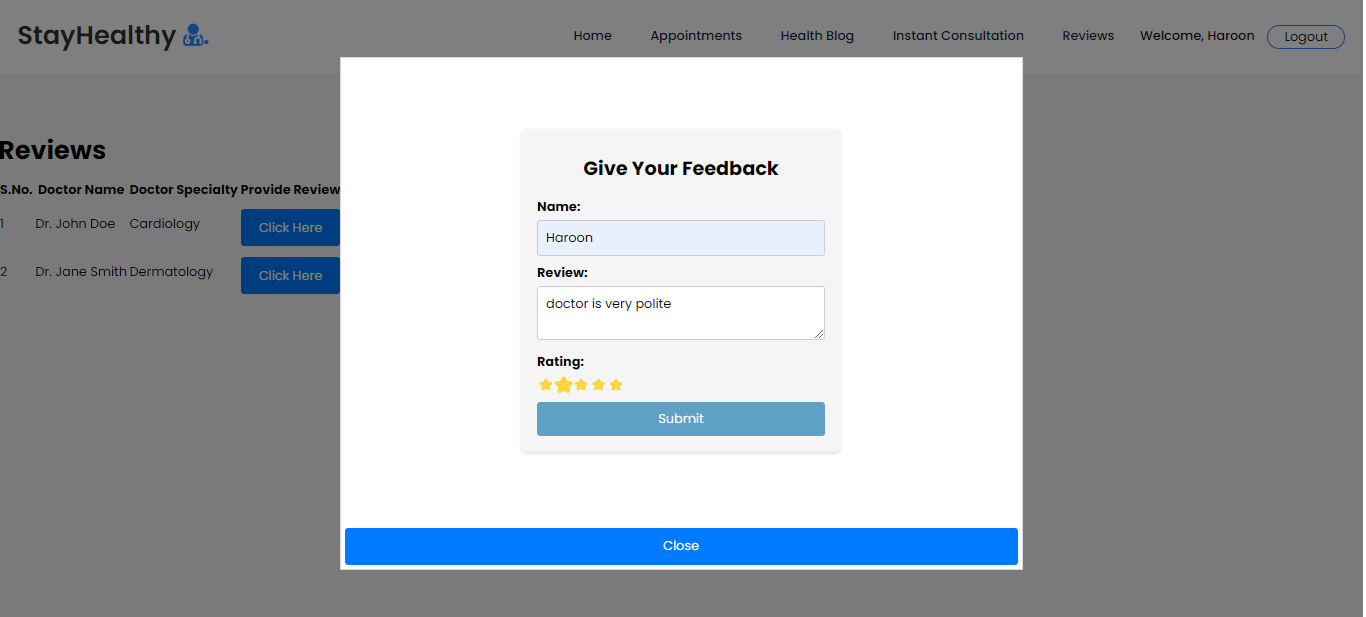 StayHealthy
Home Appointments Health Blog Instant Consultation Reviews Welcome, Haroon Logout
Reviews
S.No. Doctor Name Doctor Specialty Provide Review
1 Dr. John Doe Cardiology Click Here
2 Dr. Jane Smith Dermatology Click Here
Give Your Feedback
Name:
Haroon
Review:
doctor is very polite
Rating:
Submit
Close